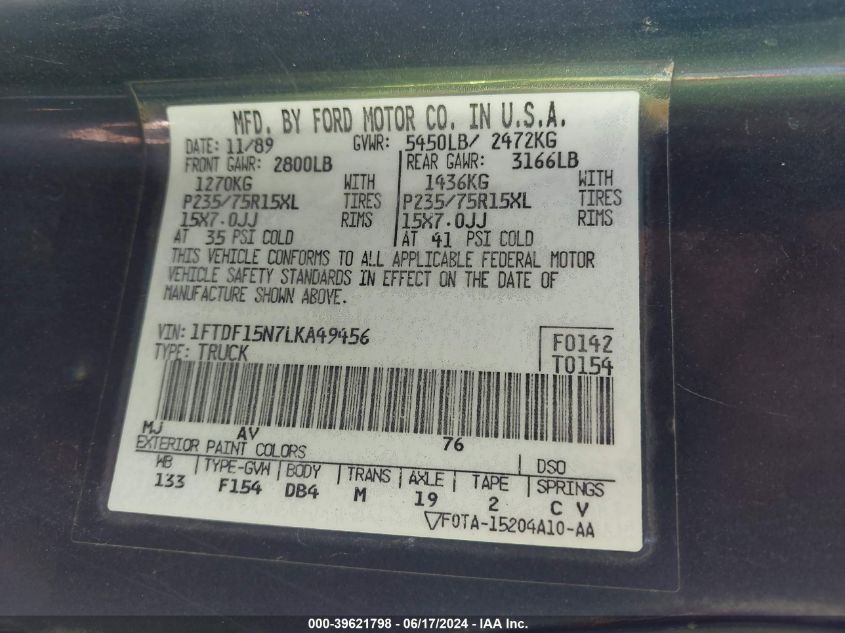 MFD. BY FORD MOTOR CO. IN U.S.A.
DATE: 11/89 GVWR: 5450LB/ 2472KG
FRONT GAWR: 2800LB REAR GAWR: 3166LB
1270KG WITH 1436KG WITH
P235/75R15XL TIRES P235/75R15XL TIRES
15X7.0JJ RIMS 15X7.0JJ RIMS
AT 35 PSI COLD AT 41 PSI COLD
THIS VEHICLE CONFORMS TO ALL APPLICABLE FEDERAL MOTOR
VEHICLE SAFETY STANDARDS IN EFFECT ON THE DATE OF
MANUFACTURE SHOWN ABOVE.
VIN: 1FTDF15N7LKA49456 F0142
TYPE: TRUCK T0154
MJ AV 76
EXTERIOR PAINT COLORS DSO
WB TYPE-GVW BODY TRANS AXLE TAPE SPRINGS
133 F154 DB4 M 19 2 C V
F0TA-15204A10-AA
000-39621798 - 06/17/2024 - IAA Inc.